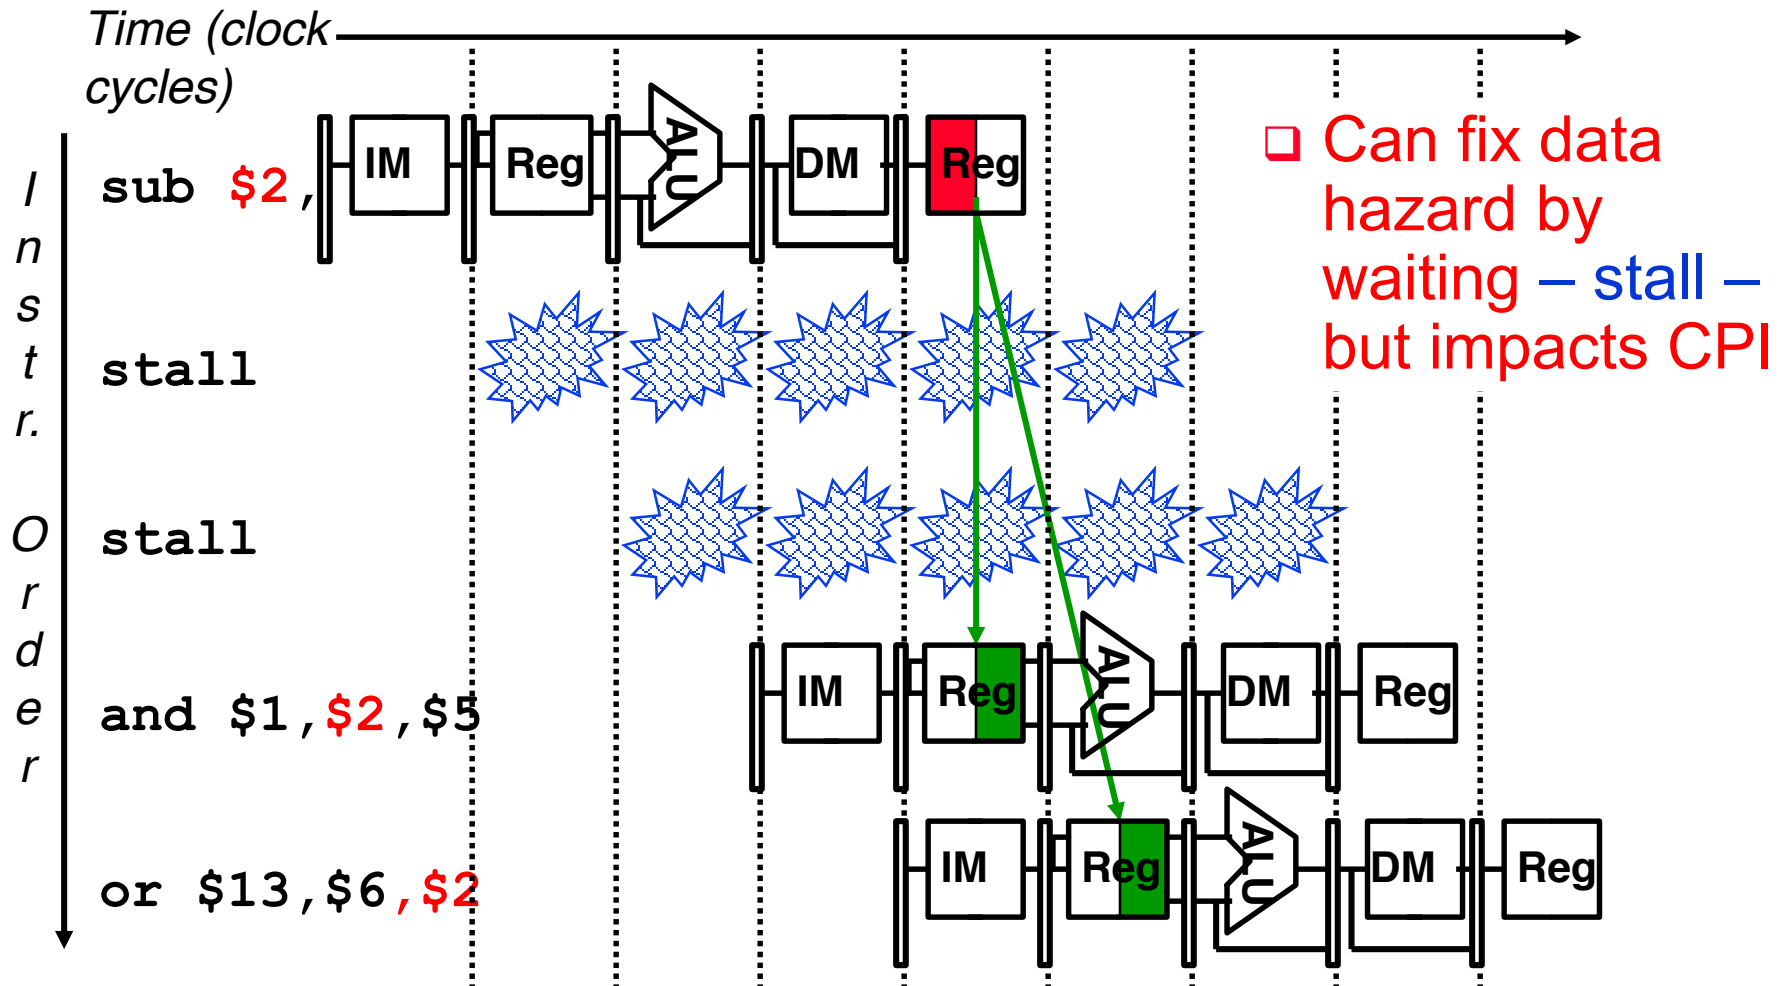 Time (clock
cycles)
Instr. Order
sub $2,
IM Reg ALU DM Reg
❑ Can fix data
hazard by
waiting – stall –
but impacts CPI
stall
stall
and $1,$2,$5
IM Reg ALU DM Reg
or $13,$6,$2
IM Reg ALU DM Reg